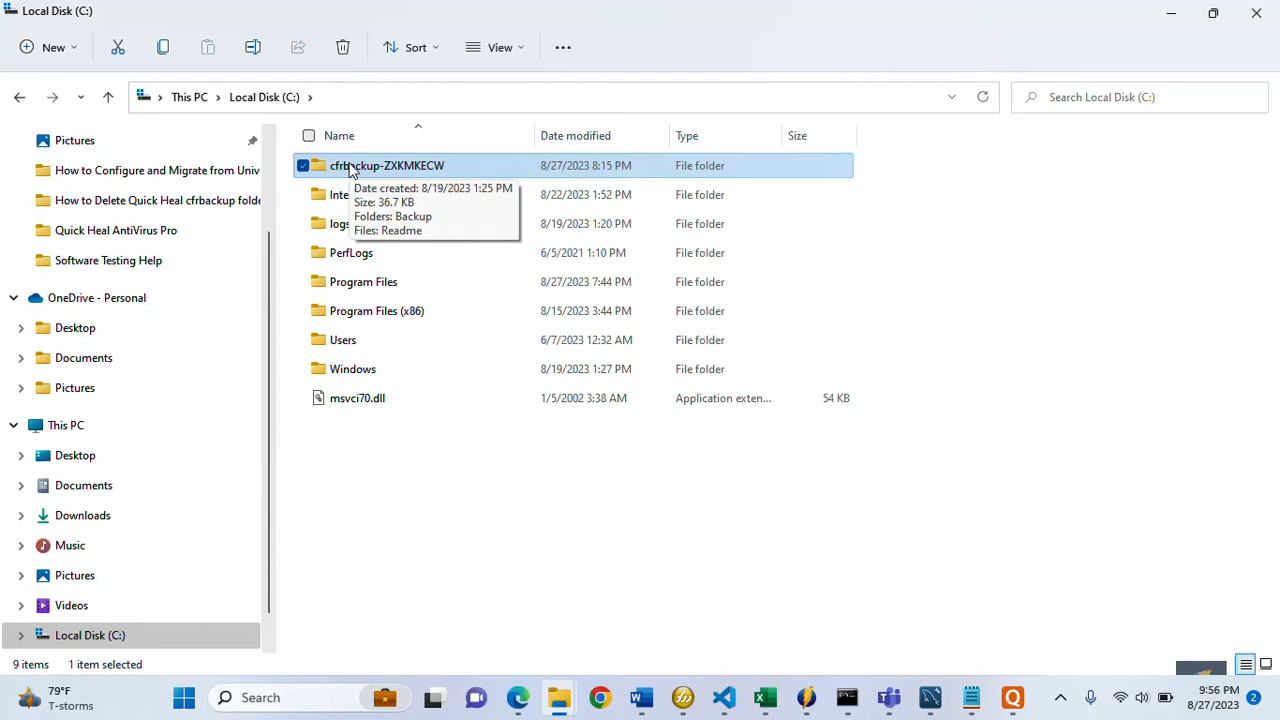 Local Disk (C:)
New
Sort
View
This PC
Local Disk (C:)
Search Local Disk (C:)
Name
Date modified
Type
Size
cfrbackup-ZXKMKECW
8/27/2023 8:15 PM
File folder
Date created: 8/19/2023 1:25 PM
Size: 36.7 KB
Folders: Backup
Files: Readme
Inte
8/22/2023 1:52 PM
File folder
logs
8/19/2023 1:20 PM
File folder
PerfLogs
6/5/2021 1:10 PM
File folder
Program Files
8/27/2023 7:44 PM
File folder
Program Files (x86)
8/15/2023 3:44 PM
File folder
Users
6/7/2023 12:32 AM
File folder
Windows
8/19/2023 1:27 PM
File folder
msvci70.dll
1/5/2002 3:38 AM
Application exten...
54 KB
Pictures
How to Configure and Migrate from Univ
How to Delete Quick Heal cfrbackup folde
Quick Heal AntiVirus Pro
Software Testing Help
OneDrive - Personal
Desktop
Documents
Pictures
This PC
Desktop
Documents
Downloads
Music
Pictures
Videos
Local Disk (C:)
9 items
1 item selected
79°F
T-storms
Search
9:56 PM
8/27/2023
2